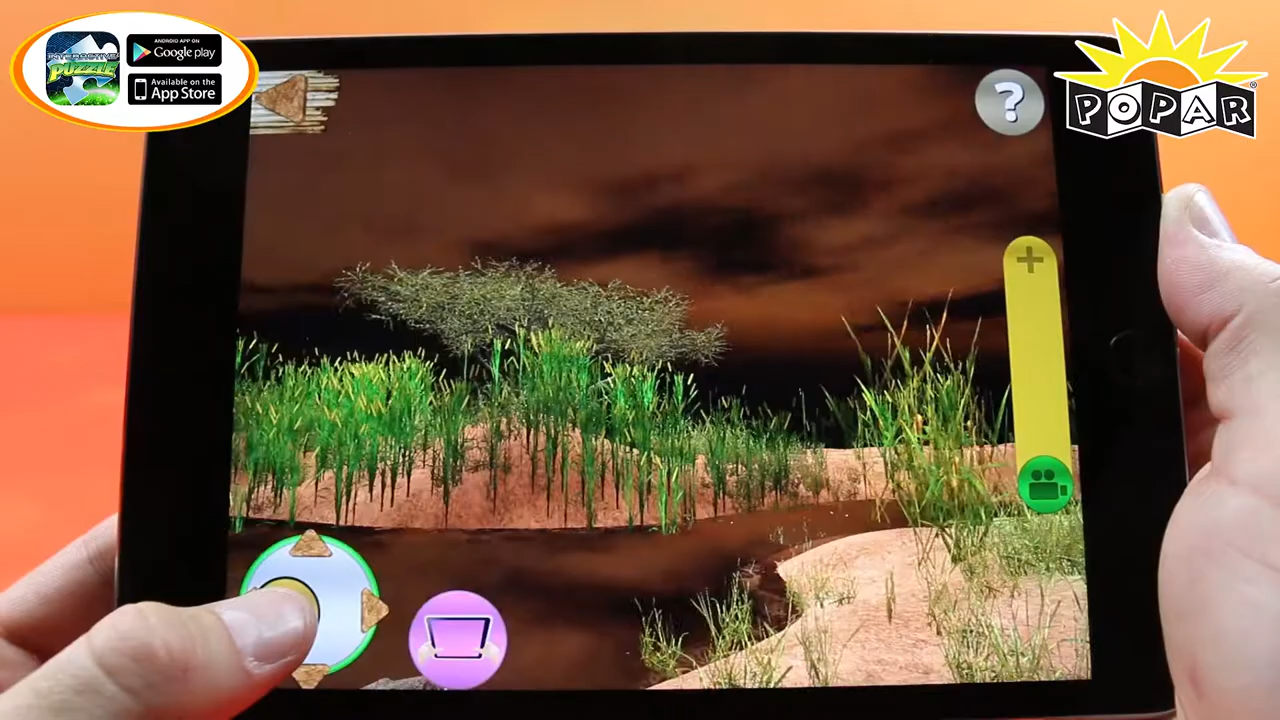 INTERACTIVE
PUZZLE
ANDROID APP ON
Google play
Available on the
App Store
POPAR®
?
+